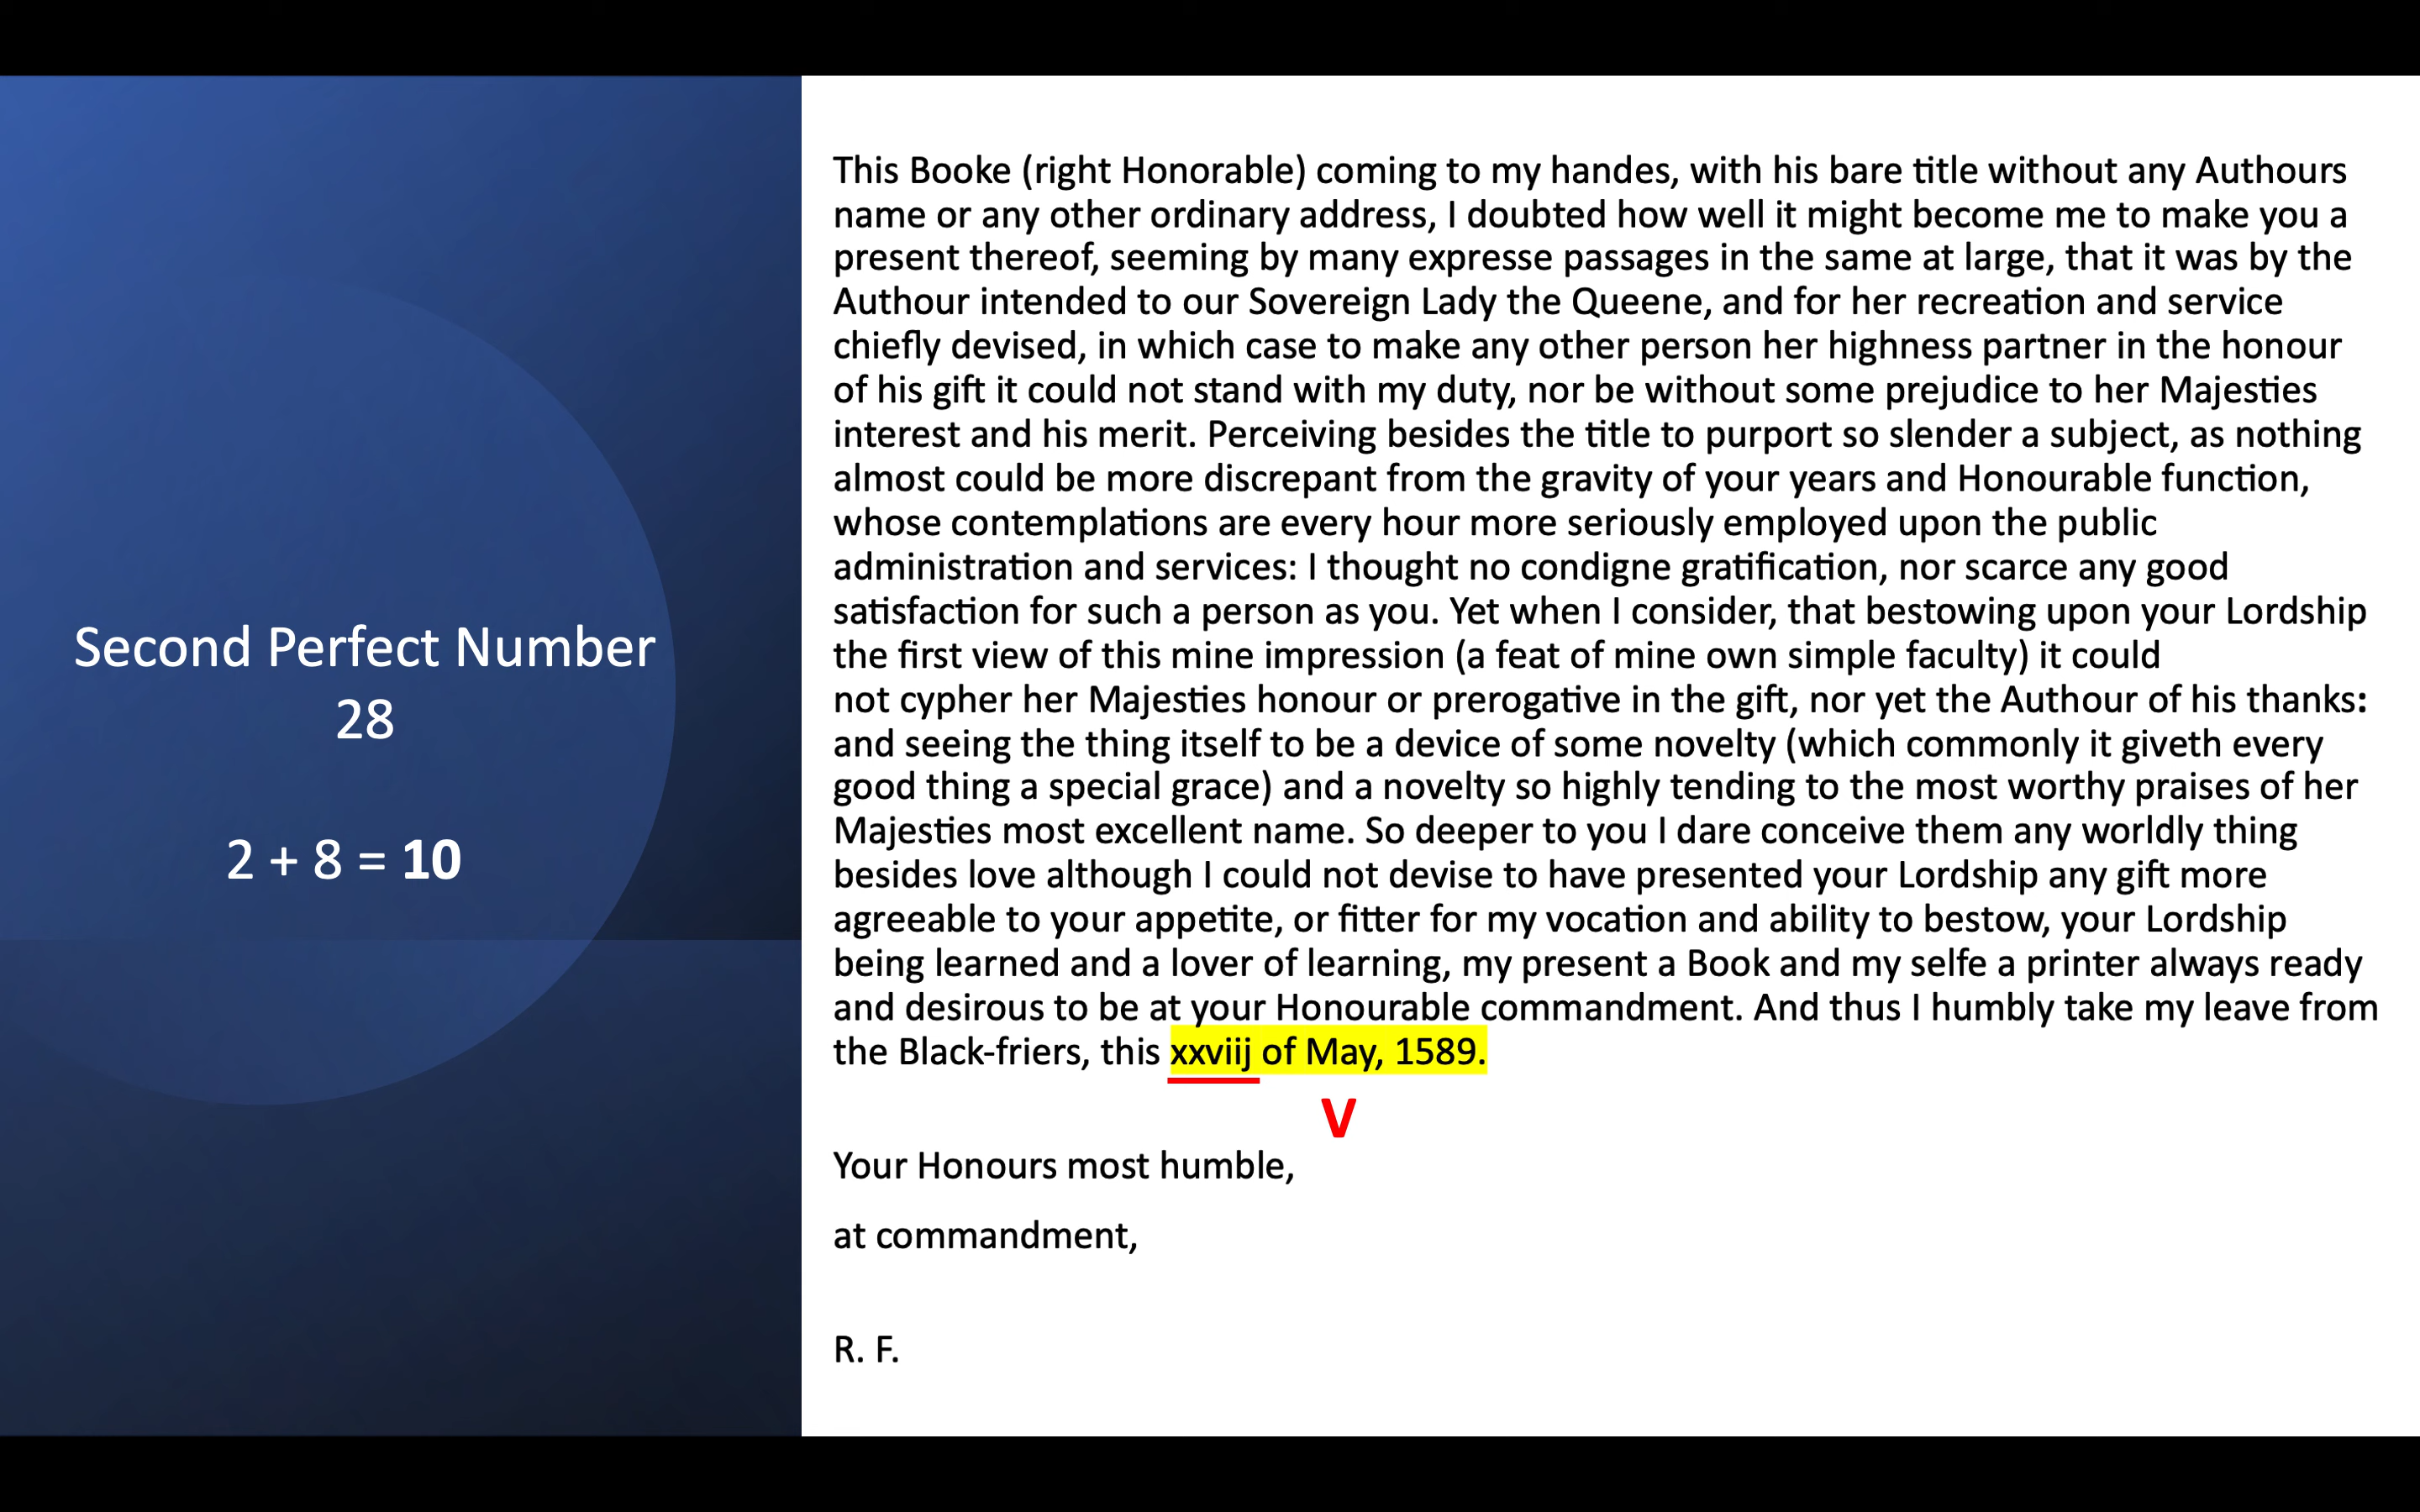 Second Perfect Number
28
2 + 8 = 10
This Booke (right Honorable) coming to my handes, with his bare title without any Authours
name or any other ordinary address, I doubted how well it might become me to make you a
present thereof, seeming by many expresse passages in the same at large, that it was by the
Authour intended to our Sovereign Lady the Queene, and for her recreation and service
chiefly devised, in which case to make any other person her highness partner in the honour
of his gift it could not stand with my duty, nor be without some prejudice to her Majesties
interest and his merit. Perceiving besides the title to purport so slender a subject, as nothing
almost could be more discrepant from the gravity of your years and Honourable function,
whose contemplations are every hour more seriously employed upon the public
administration and services: I thought no condigne gratification, nor scarce any good
satisfaction for such a person as you. Yet when I consider, that bestowing upon your Lordship
the first view of this mine impression (a feat of mine own simple faculty) it could
not cypher her Majesties honour or prerogative in the gift, nor yet the Authour of his thanks:
and seeing the thing itself to be a device of some novelty (which commonly it giveth every
good thing a special grace) and a novelty so highly tending to the most worthy praises of her
Majesties most excellent name. So deeper to you I dare conceive them any worldly thing
besides love although I could not devise to have presented your Lordship any gift more
agreeable to your appetite, or fitter for my vocation and ability to bestow, your Lordship
being learned and a lover of learning, my present a Book and my selfe a printer always ready
and desirous to be at your Honourable commandment. And thus I humbly take my leave from
the Black-friers, this xxviij of May, 1589.
V
Your Honours most humble,
at commandment,
R. F.